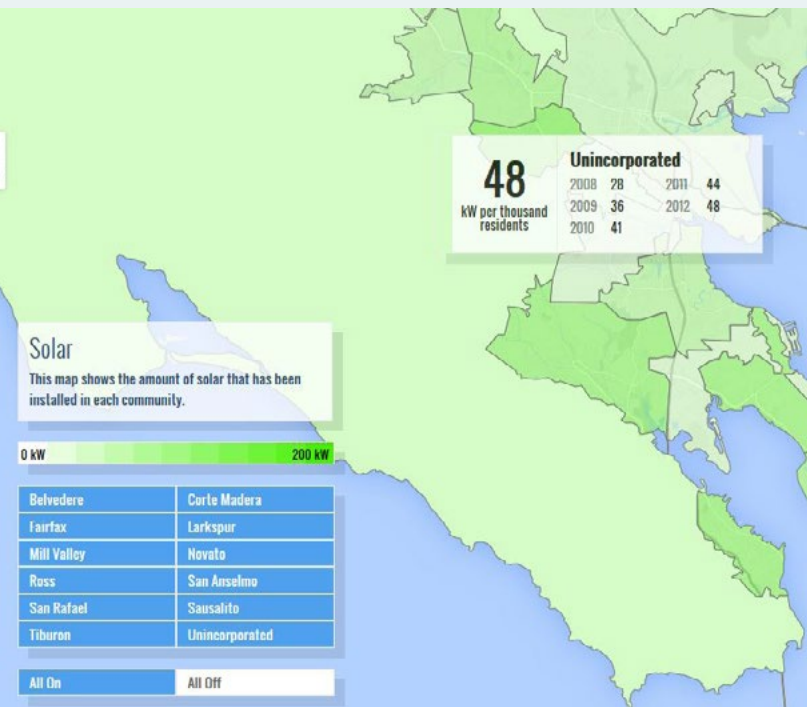 48
kW per thousand
residents
Unincorporated
2008 28 2011 44
2009 36 2012 48
2010 41
Solar
This map shows the amount of solar that has been
installed in each community.
0 kW 200 kW
Belvedere Corte Madera
Fairfax Larkspur
Mill Valley Novato
Ross San Anselmo
San Rafael Sausalito
Tiburon Unincorporated
All On All Off